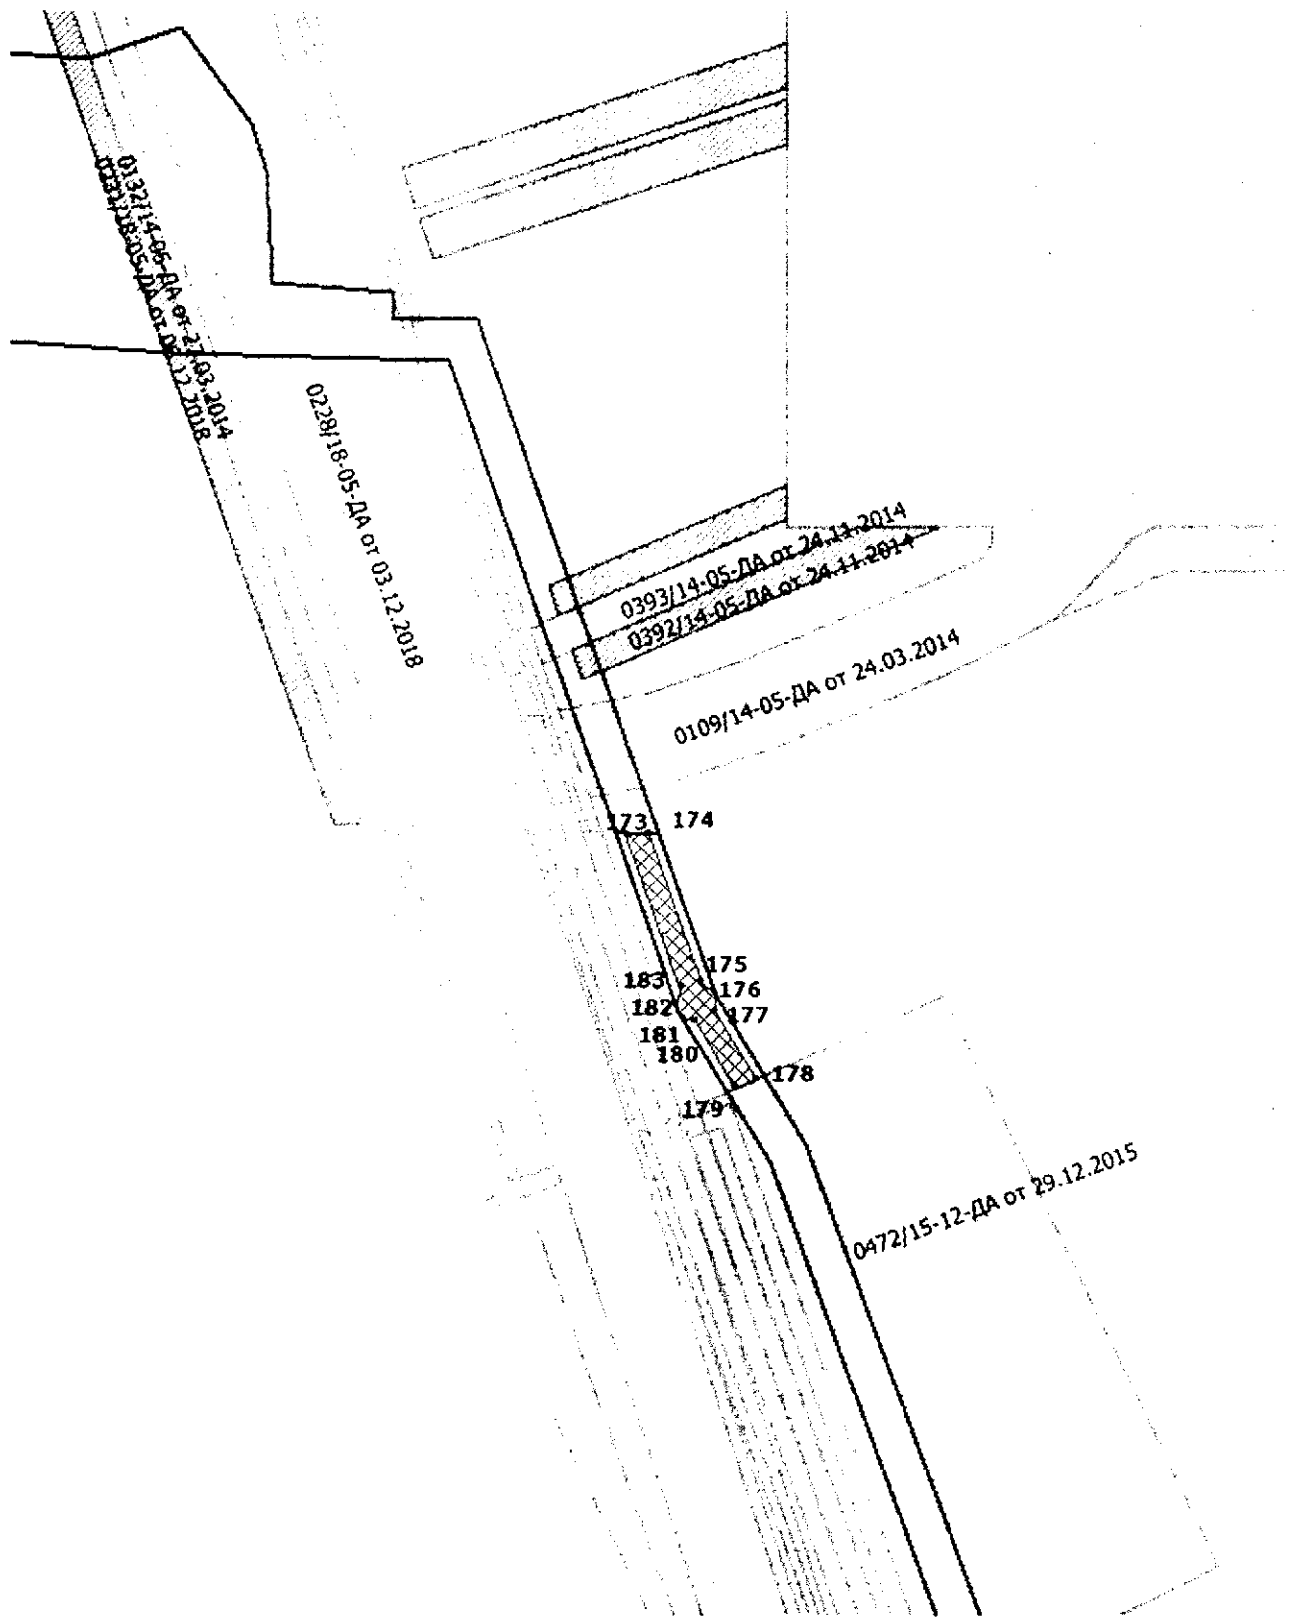 0132/14-06-ДА от 27.03.2014
0231/18-05-ДА от 06.12.2018
0228/18-05-ДА от 03.12.2018
0393/14-05-ДА от 24.11.2014
0392/14-05-ДА от 24.11.2014
0109/14-05-ДА от 24.03.2014
173
174
175
183
176
182
177
181
180
178
179
0472/15-12-ДА от 29.12.2015